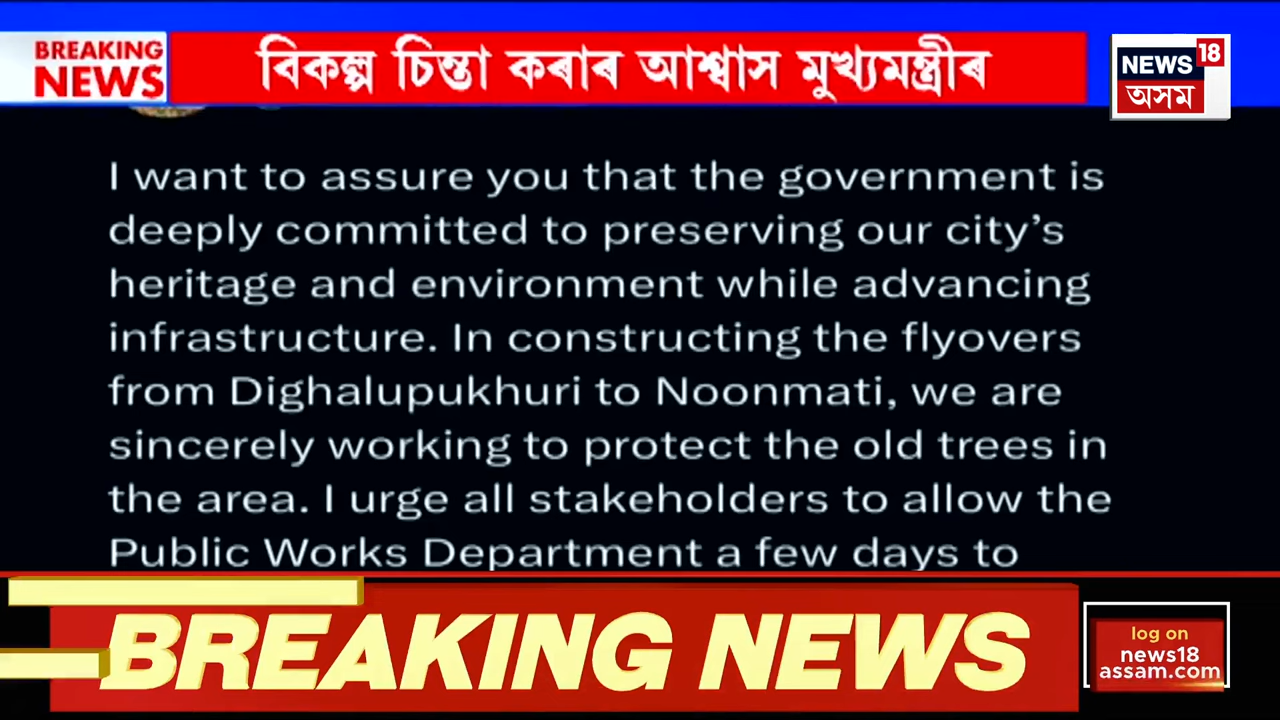 BREAKING
NEWS
বিকল্প চিন্তা কৰাৰ আশ্বাস মুখ্যমন্ত্ৰীৰ
NEWS 18
অসম
I want to assure you that the government is
deeply committed to preserving our city’s
heritage and environment while advancing
infrastructure. In constructing the flyovers
from Dighalupukhuri to Noonmati, we are
sincerely working to protect the old trees in
the area. I urge all stakeholders to allow the
Public Works Department a few days to
BREAKING NEWS
log on
news18
assam.com